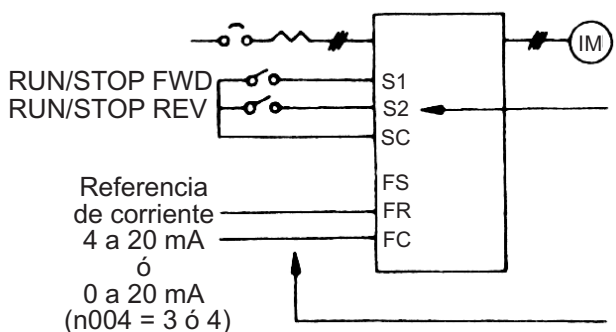 IM
RUN/STOP FWD
S1
RUN/STOP REV
S2
SC
FS
Referencia
de corriente
FR
4 a 20 mA
FC
ó
0 a 20 mA
(n004 = 3 ó 4)